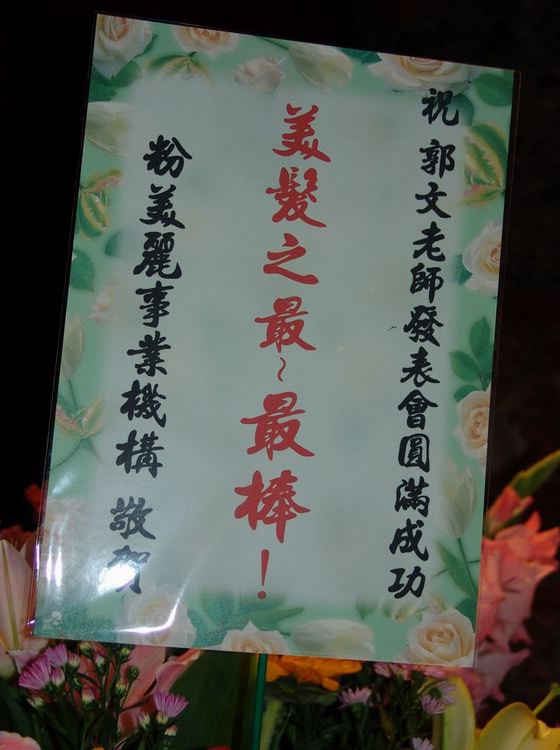 祝 郭文老師發表會圓滿成功
美髮之最~最棒!
粉美麗事業機構 敬賀